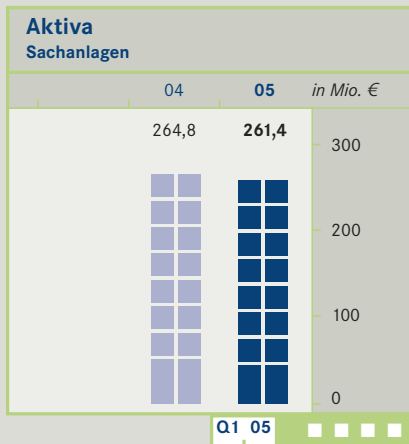 Aktiva
Sachanlagen
04 05 in Mio. €
264,8 261,4
300
200
100
0
Q1 05